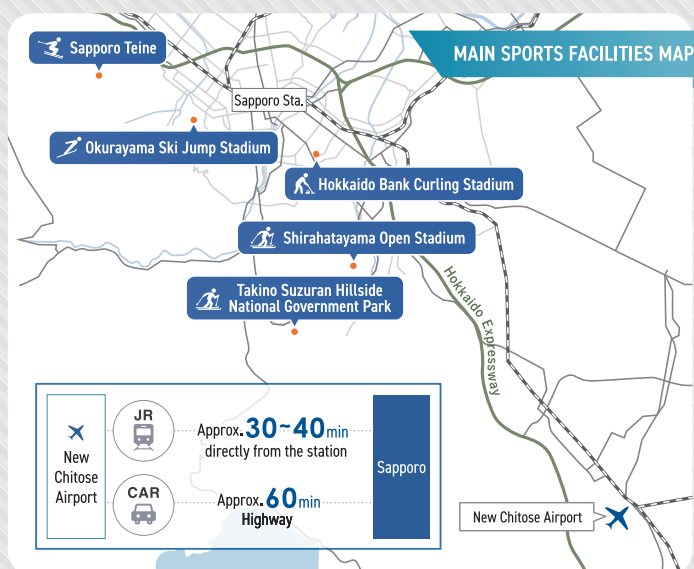 MAIN SPORTS FACILITIES MAP
Sapporo Teine
Sapporo Sta.
Okurayama Ski Jump Stadium
Hokkaido Bank Curling Stadium
Shirahatayama Open Stadium
Takino Suzuran Hillside
National Government Park
Hokkaido Expressway
New
Chitose
Airport
JR
Approx. 30~40 min
directly from the station
CAR
Approx. 60 min
Highway
Sapporo
New Chitose Airport